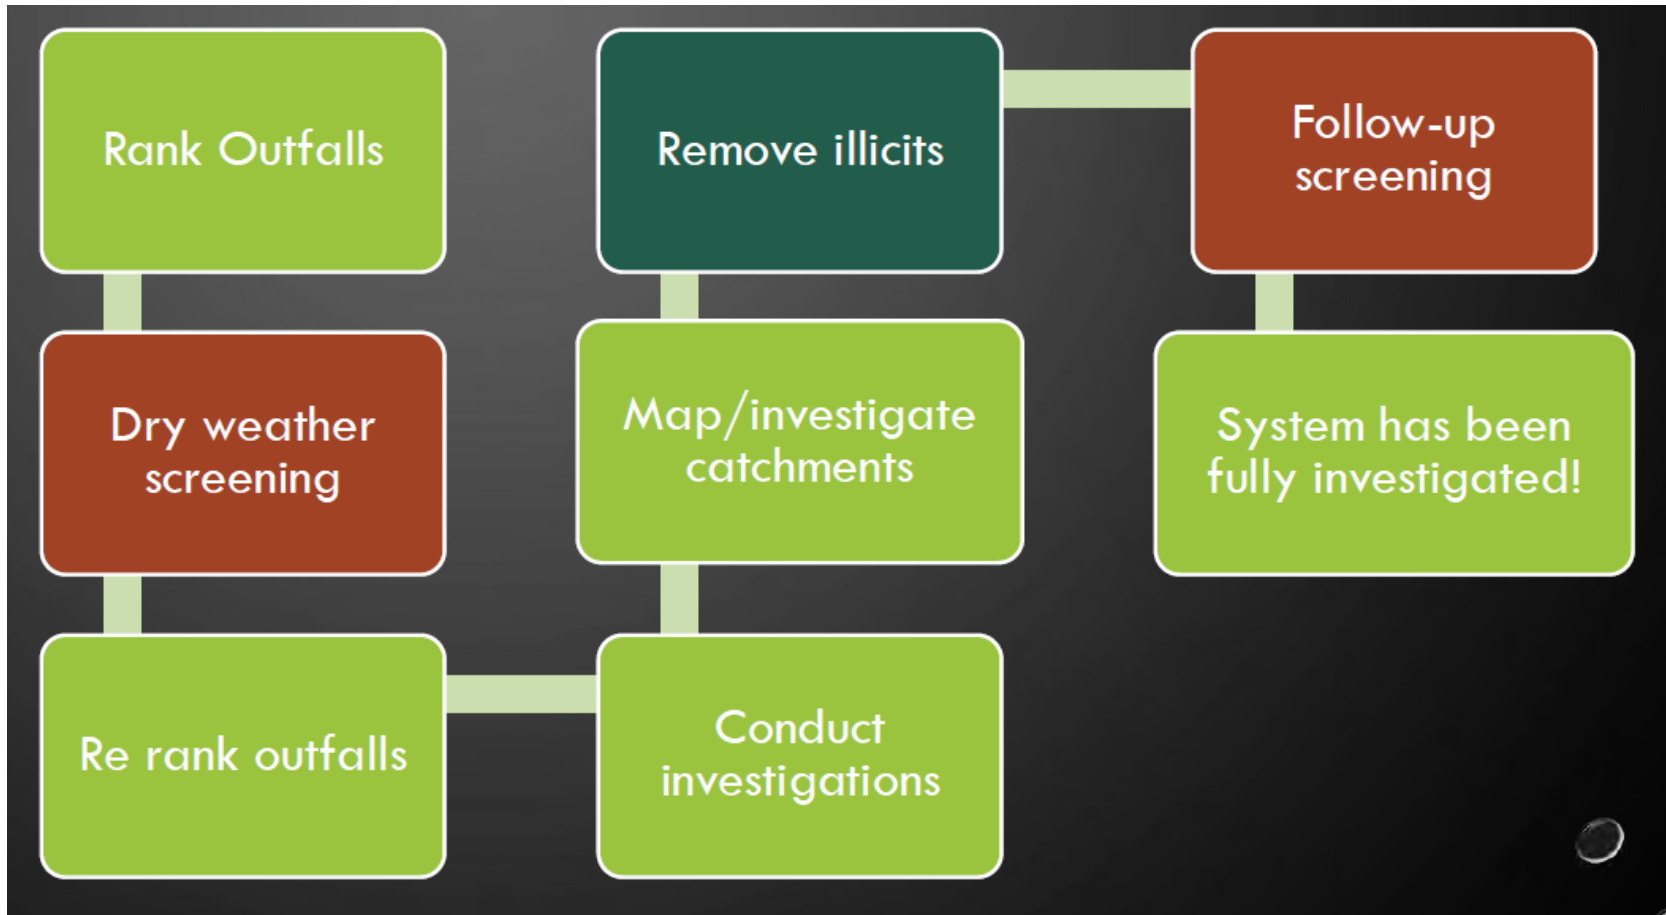 Rank Outfalls
Dry weather
screening
Re rank outfalls
Conduct
investigations
Map/investigate
catchments
Remove illicits
Follow-up
screening
System has been
fully investigated!